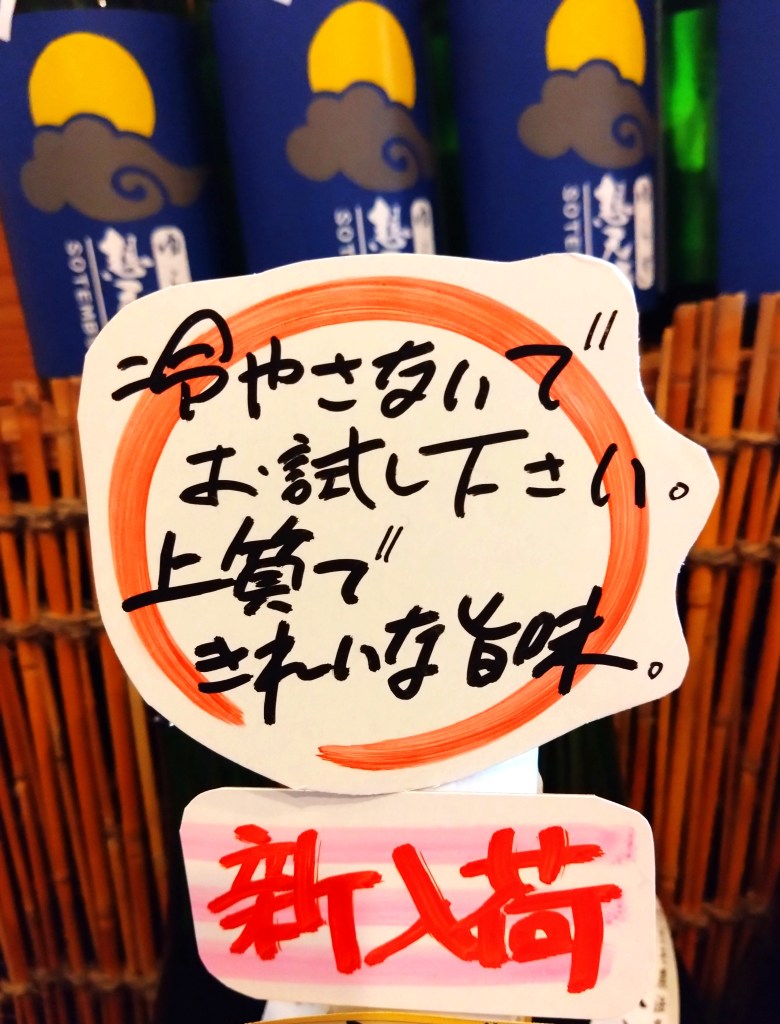 冷やさないで
お試し下さい。
上質で
きれいな旨味。
新入荷